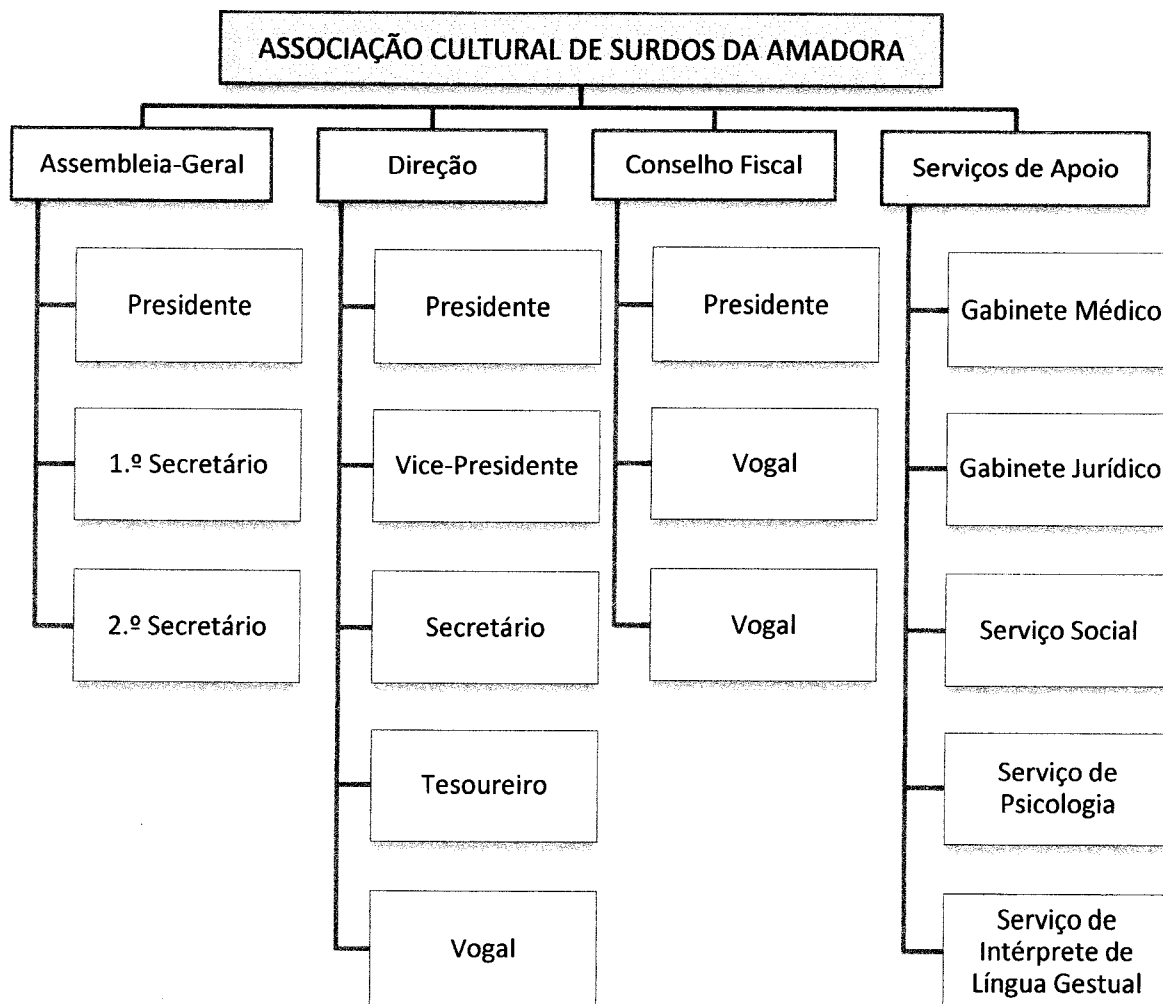 ASSOCIAÇÃO CULTURAL DE SURDOS DA AMADORA
Assembleia-Geral
Presidente
1.º Secretário
2.º Secretário
Direção
Presidente
Vice-Presidente
Secretário
Tesoureiro
Vogal
Conselho Fiscal
Presidente
Vogal
Vogal
Serviços de Apoio
Gabinete Médico
Gabinete Jurídico
Serviço Social
Serviço de
Psicologia
Serviço de
Intérprete de
Língua Gestual